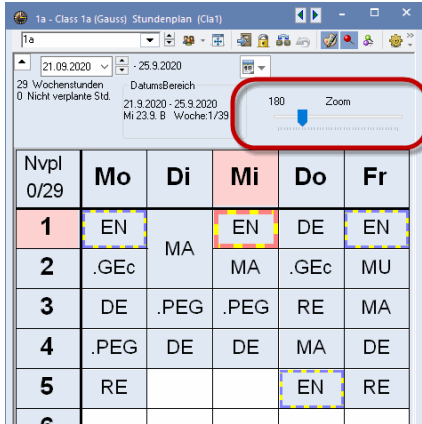 1a - Class 1a (Gauss) Stundenplan (Cla1)
1a
21.09.2020 - 25.9.2020
29 Wochenstunden
0 Nicht verplante Std.
DatumsBereich
21.9.2020 - 25.9.2020
Mi 23.9. B Woche:1/39
180 Zoom
Nvpl 0/29 Mo Di Mi Do Fr
1 EN MA EN DE EN
2 .GEc MA .GEc MU
3 DE .PEG .PEG RE MA
4 .PEG DE DE MA DE
5 RE EN RE